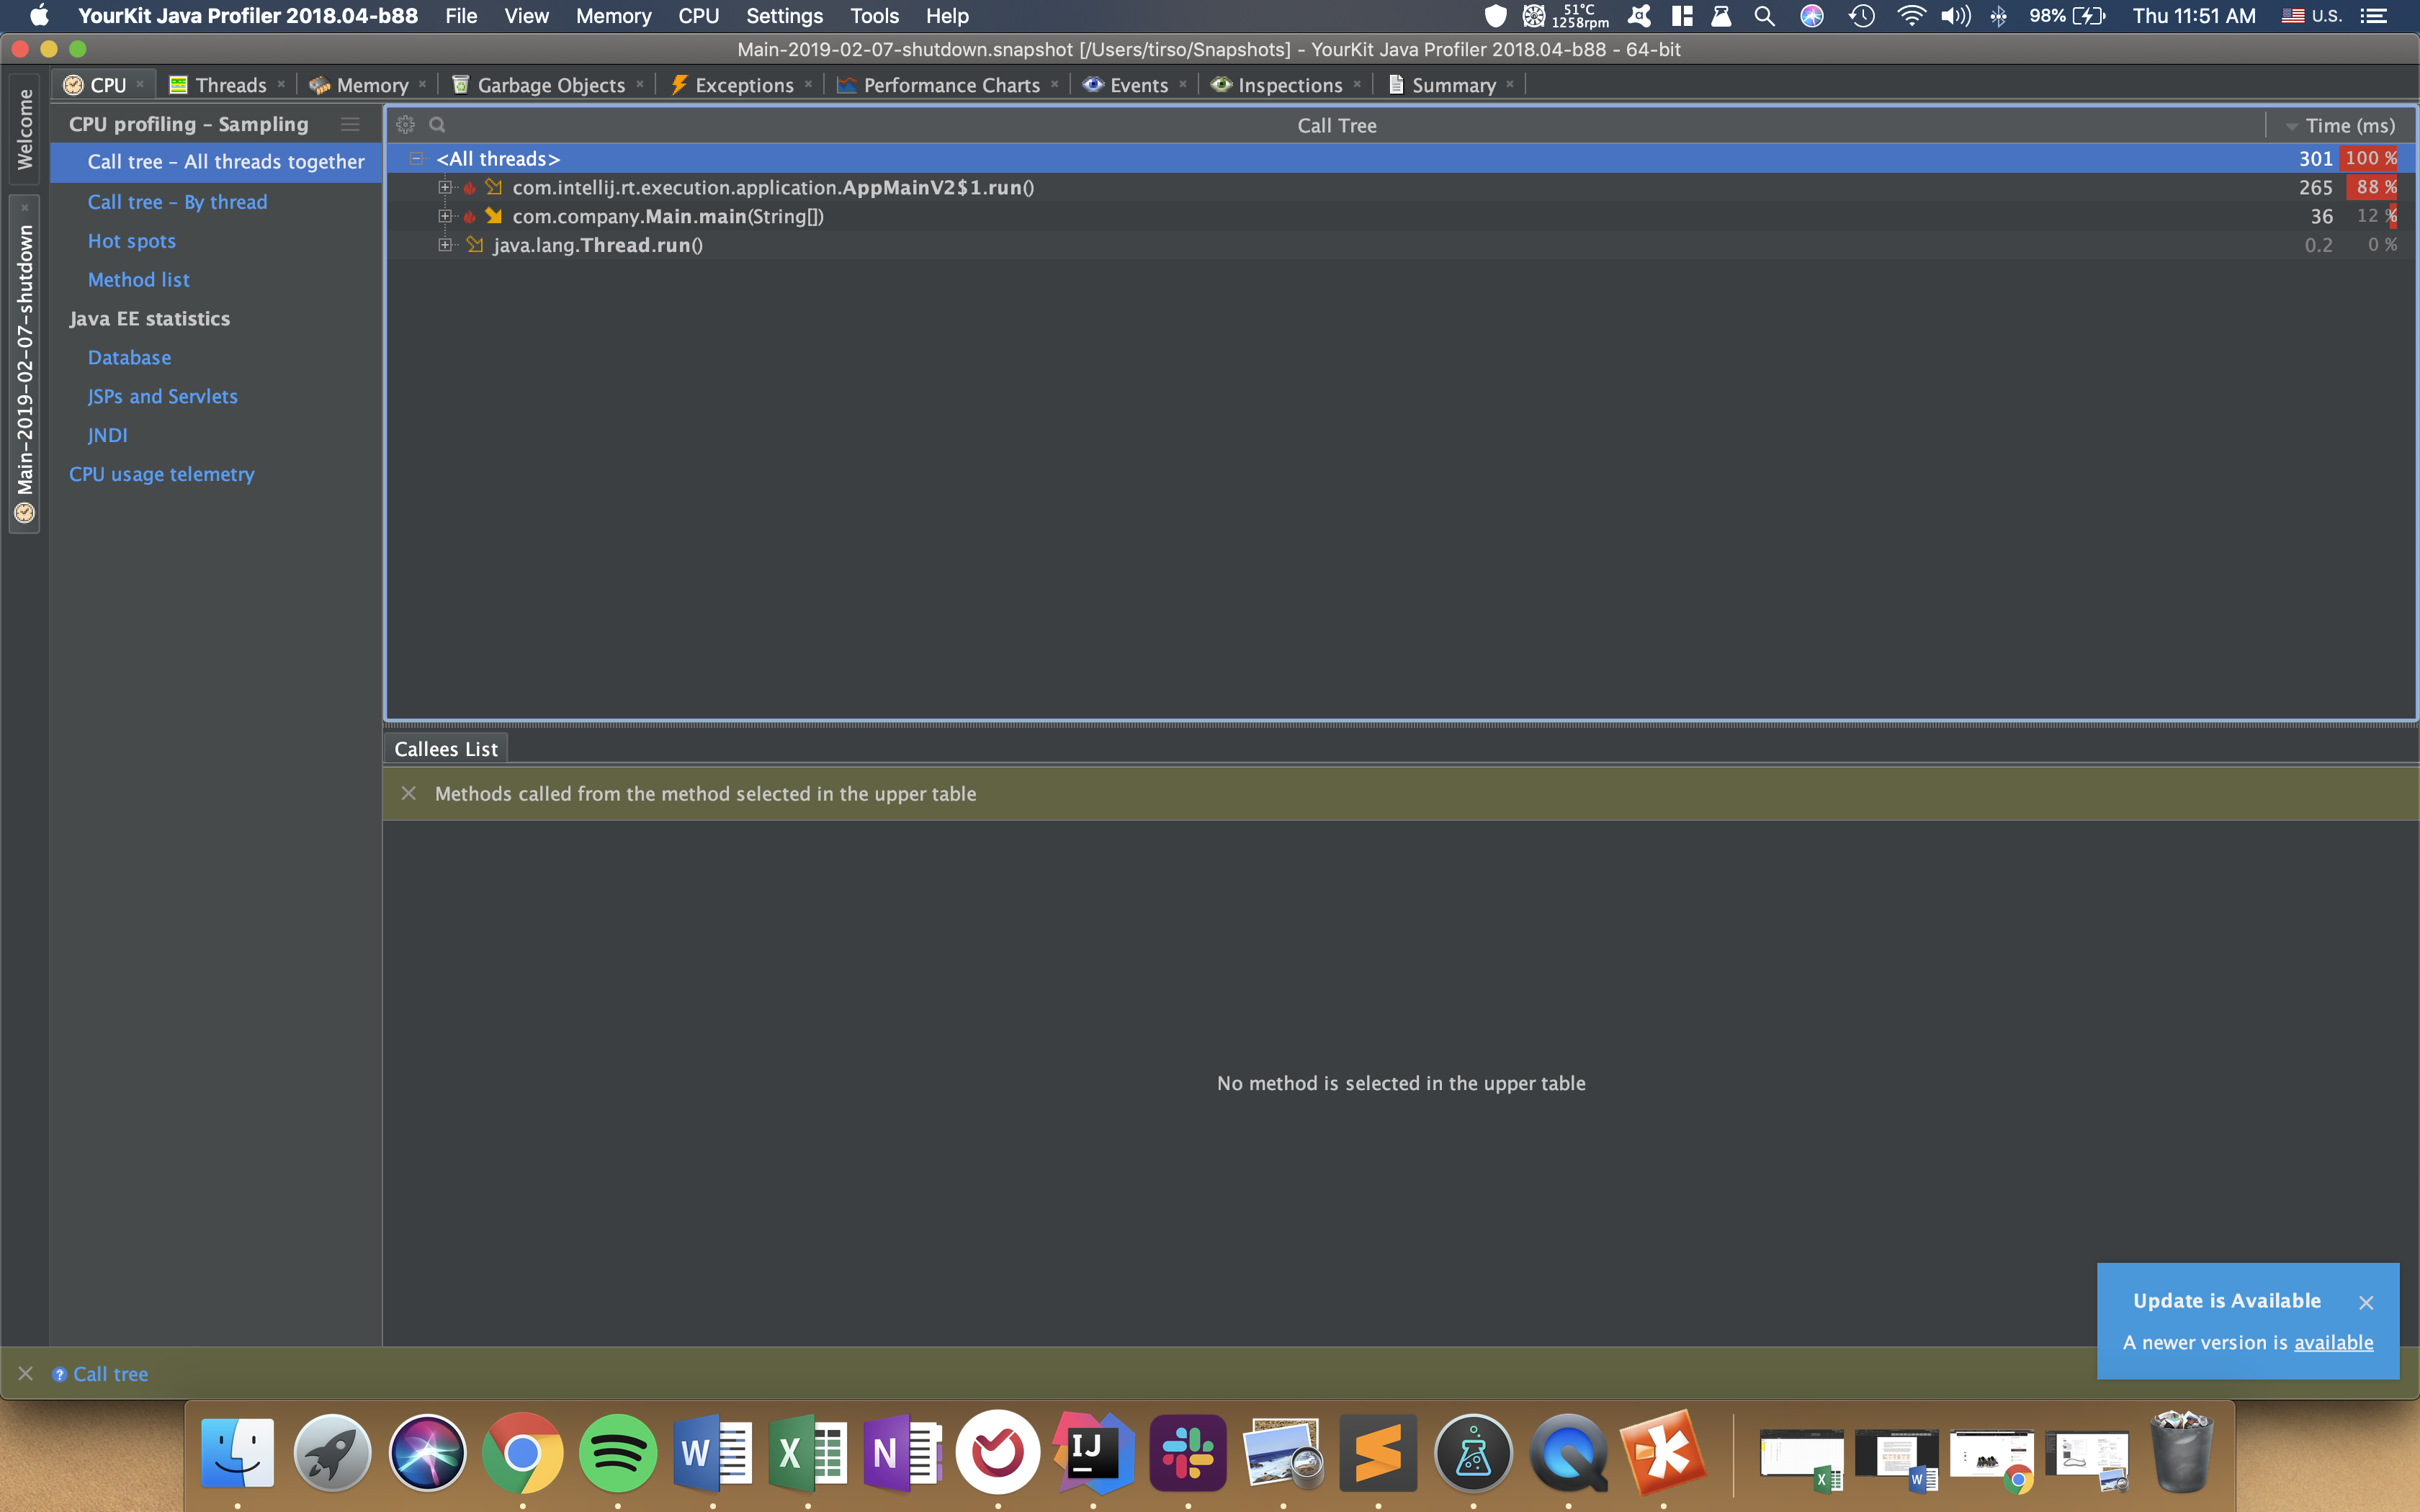 YourKit Java Profiler 2018.04-b88 File View Memory CPU Settings Tools Help 51°C 1258rpm 98% Thu 11:51 AM U.S.
Main-2019-02-07-shutdown.snapshot [/Users/tirso/Snapshots] - YourKit Java Profiler 2018.04-b88 - 64-bit
CPU Threads Memory Garbage Objects Exceptions Performance Charts Events Inspections Summary
Welcome
Main-2019-02-07-shutdown
CPU profiling – Sampling
Call tree – All threads together
Call tree – By thread
Hot spots
Method list
Java EE statistics
Database
JSPs and Servlets
JNDI
CPU usage telemetry
Call Tree Time (ms)
<All threads> 301 100 %
com.intellij.rt.execution.application.AppMainV2$1.run() 265 88 %
com.company.Main.main(String[]) 36 12 %
java.lang.Thread.run() 0.2 0 %
Callees List
Methods called from the method selected in the upper table
No method is selected in the upper table
Update is Available
A newer version is available
? Call tree
W X N IJ
X W